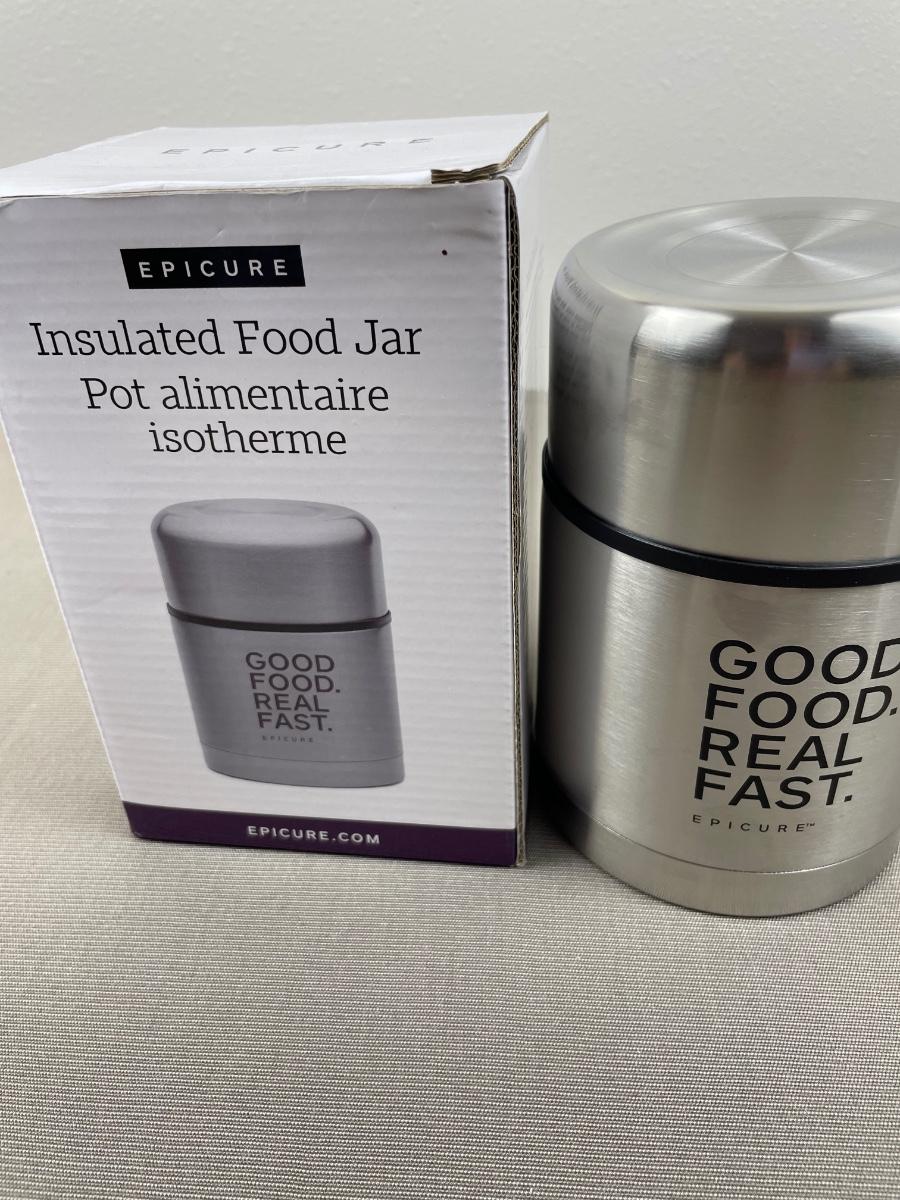 EPICURE
EPICURE
Insulated Food Jar
Pot alimentaire
isotherme
GOOD
FOOD.
REAL
FAST.
EPICURE
EPICURE.COM
GOOD
FOOD.
REAL
FAST.
EPICURE™